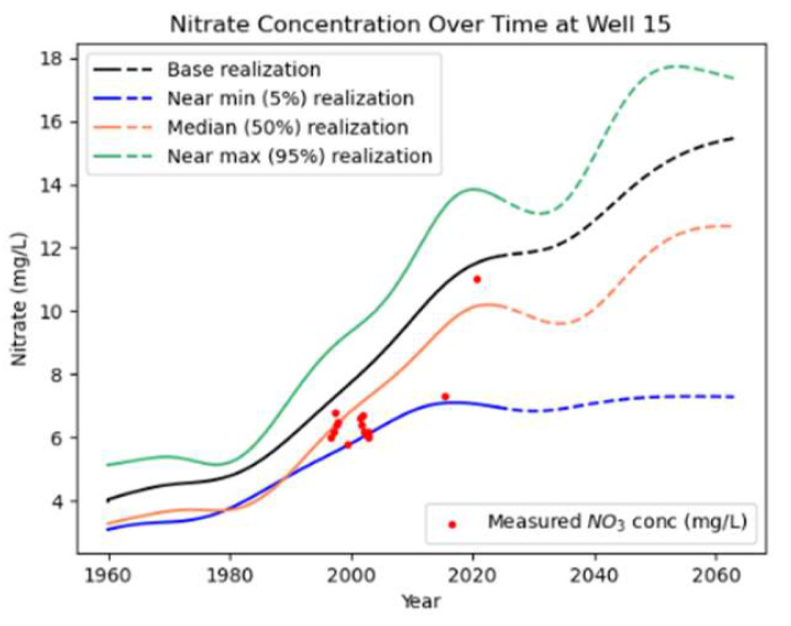 Nitrate Concentration Over Time at Well 15
18
16
14
12
10
8
6
4
Nitrate (mg/L)
Base realization
Near min (5%) realization
Median (50%) realization
Near max (95%) realization
Measured NO₃ conc (mg/L)
1960 1980 2000 2020 2040 2060
Year